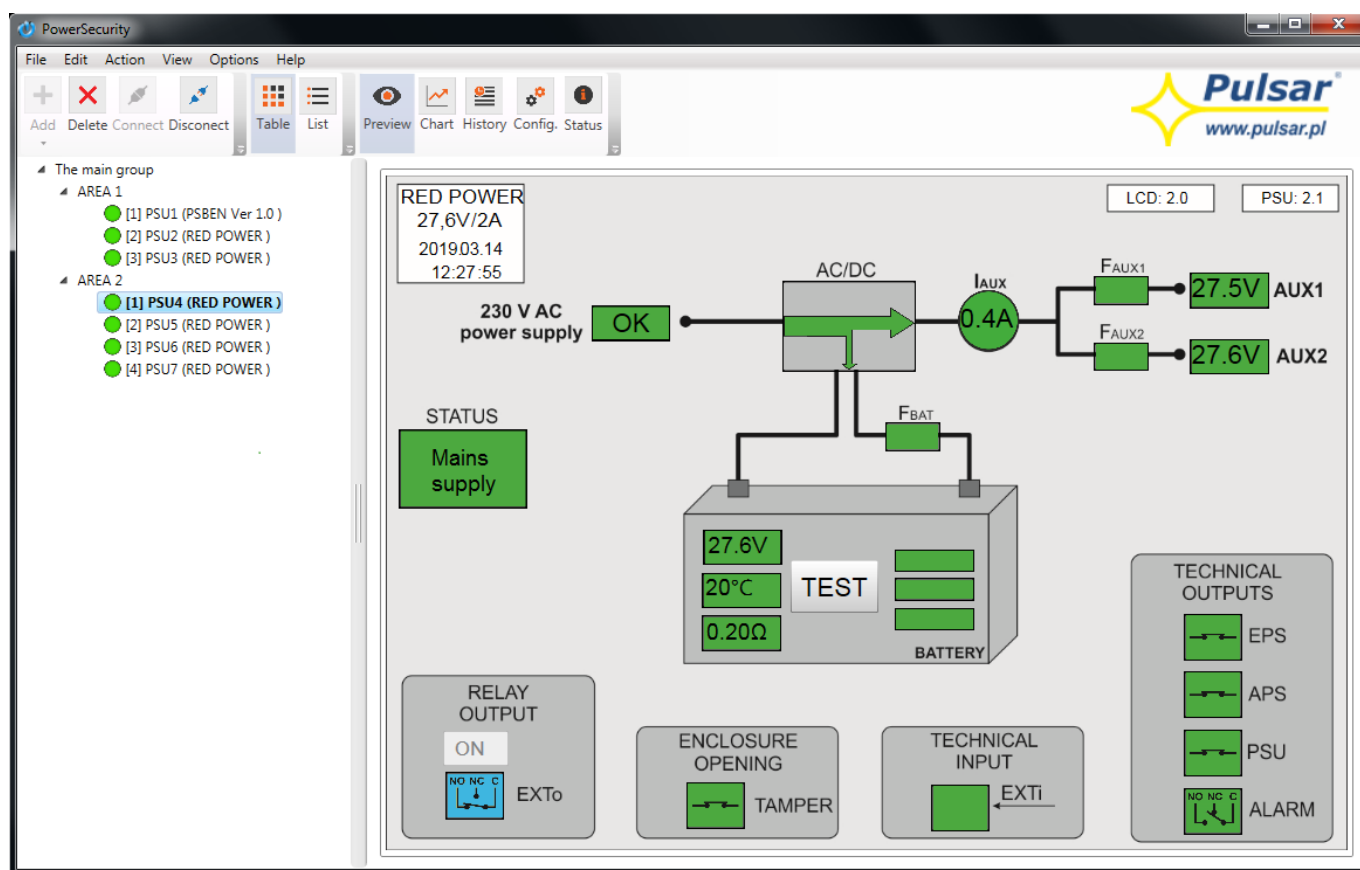 PowerSecurity
File Edit Action View Options Help
Add Delete Connect Disconect Table List Preview Chart History Config. Status
Pulsar®
www.pulsar.pl
The main group
AREA 1
[1] PSU1 (PSBEN Ver 1.0 )
[2] PSU2 (RED POWER )
[3] PSU3 (RED POWER )
AREA 2
[1] PSU4 (RED POWER )
[2] PSU5 (RED POWER )
[3] PSU6 (RED POWER )
[4] PSU7 (RED POWER )
RED POWER
27,6V/2A
2019.03.14
12:27:55
LCD: 2.0
PSU: 2.1
230 V AC
power supply
OK
AC/DC
IAUX
0.4A
FAUX1
27.5V AUX1
FAUX2
27.6V AUX2
STATUS
Mains
supply
FBAT
27.6V
20°C
0.20Ω
TEST
BATTERY
RELAY
OUTPUT
ON
NO NC C
EXTo
ENCLOSURE
OPENING
TAMPER
TECHNICAL
INPUT
EXTi
TECHNICAL
OUTPUTS
EPS
APS
PSU
NO NC C
ALARM